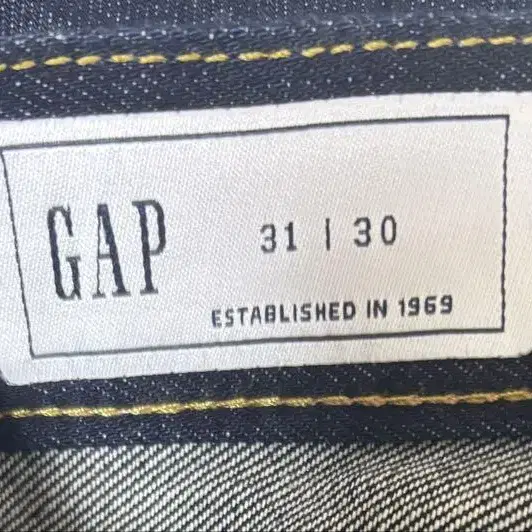 GAP
31 | 30
ESTABLISHED IN 1969